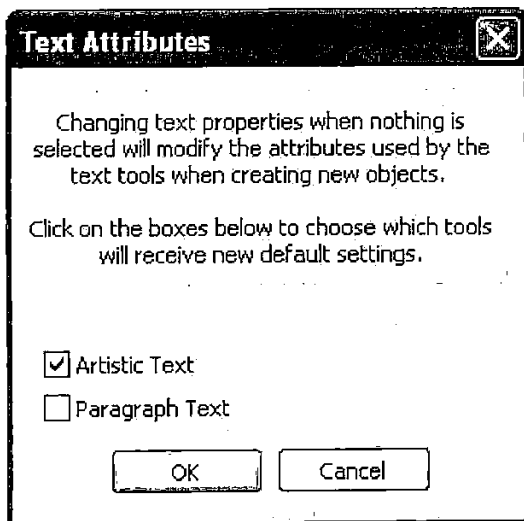 Text Attributes
Changing text properties when nothing is
selected will modify the attributes used by the
text tools when creating new objects.
Click on the boxes below to choose which tools
will receive new default settings.
Artistic Text
Paragraph Text
OK
Cancel